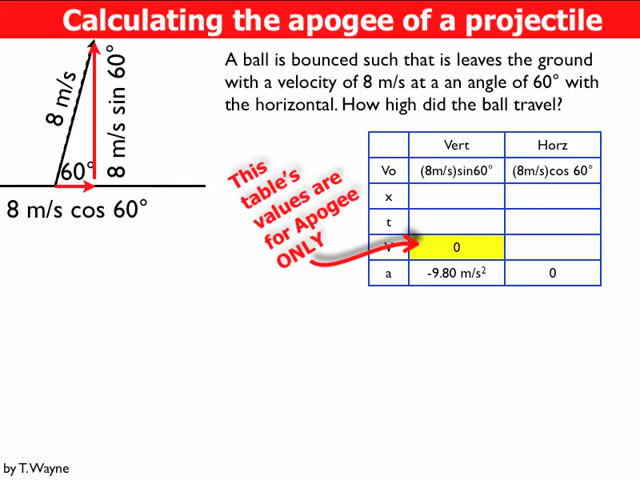 Calculating the apogee of a projectile
A ball is bounced such that is leaves the ground
with a velocity of 8 m/s at a an angle of 60° with
the horizontal. How high did the ball travel?
8 m/s
8 m/s sin 60°
60°
8 m/s cos 60°
This
table's
values are
for Apogee
ONLY
Vert Horz
Vo (8m/s)sin60° (8m/s)cos 60°
x
t
V 0
a -9.80 m/s² 0
by T. Wayne